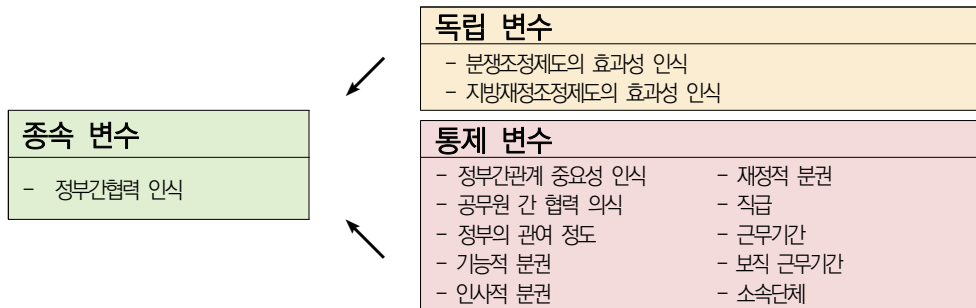 독립 변수
- 분쟁조정제도의 효과성 인식
- 지방재정조정제도의 효과성 인식
종속 변수
- 정부간협력 인식
통제 변수
- 정부간관계 중요성 인식
- 공무원 간 협력 의식
- 정부의 관여 정도
- 기능적 분권
- 인사적 분권
- 재정적 분권
- 직급
- 근무기간
- 보직 근무기간
- 소속단체